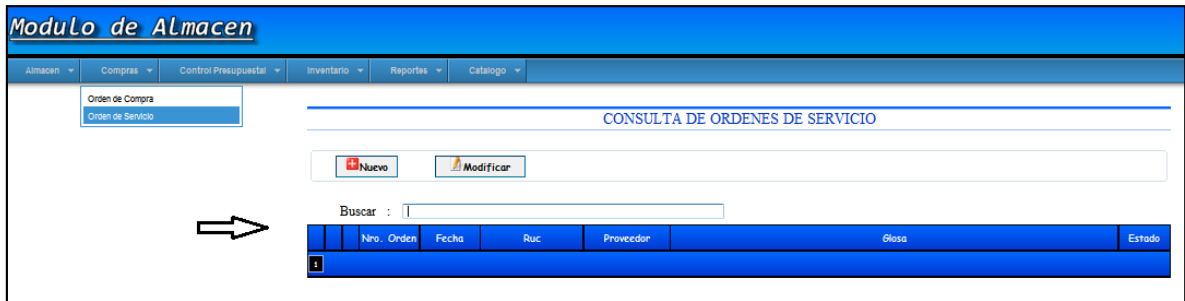 Modulo de Almacen
Almacen Compras Control Presupuestal Inventario Reportes Catalogo
Orden de Compra
Orden de Servicio
CONSULTA DE ORDENES DE SERVICIO
Nuevo Modificar
Buscar :
Nro. Orden Fecha Ruc Proveedor Glosa Estado
1